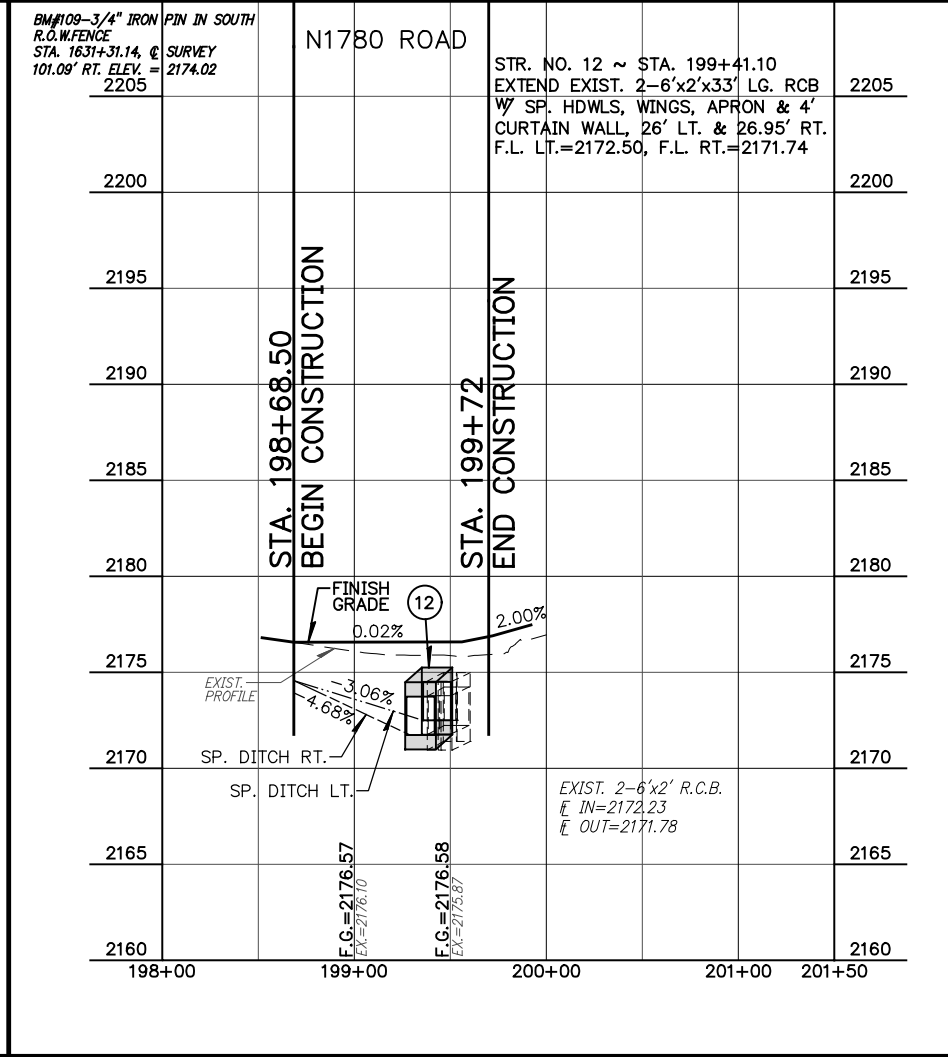 BM#109-3/4" IRON PIN IN SOUTH
R.O.W.FENCE
STA. 1631+31.14, ℄ SURVEY
101.09' RT. ELEV. = 2174.02
N1780 ROAD
STR. NO. 12 ~ STA. 199+41.10
EXTEND EXIST. 2-6'x2'x33' LG. RCB
W/ SP. HDWLS, WINGS, APRON & 4'
CURTAIN WALL, 26' LT. & 26.95' RT.
F.L. LT.=2172.50, F.L. RT.=2171.74
2205 2205
2200 2200
2195 2195
2190 2190
2185 2185
2180 2180
STA. 198+68.50
BEGIN CONSTRUCTION
STA. 199+72
END CONSTRUCTION
FINISH
GRADE
12
0.02%
2.00%
2175 2175
EXIST.
PROFILE
-3.06%
-4.68%
SP. DITCH RT.
SP. DITCH LT.
2170 2170
EXIST. 2-6'x2' R.C.B.
FL IN=2172.23
FL OUT=2171.78
2165 2165
F.G.=2176.57
EX.=2176.10
F.G.=2176.58
EX.=2175.87
2160 2160
198+00 199+00 200+00 201+00 201+50